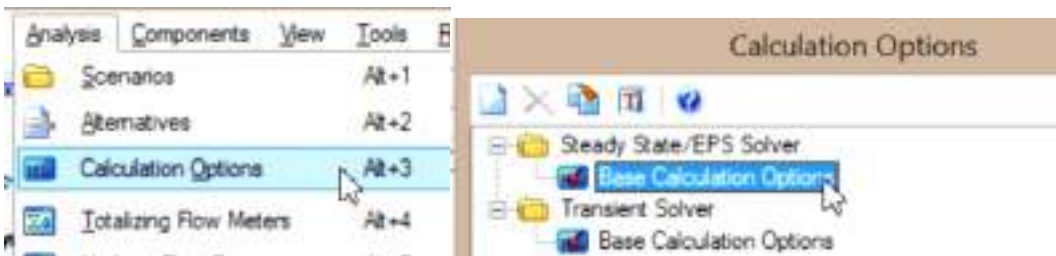 Analysis Components View Tools
Scenarios Alt+1
Alternatives Alt+2
Calculation Options Alt+3
Totalizing Flow Meters Alt+4
Calculation Options
Steady State/EPS Solver
Base Calculation Options
Transient Solver
Base Calculation Options